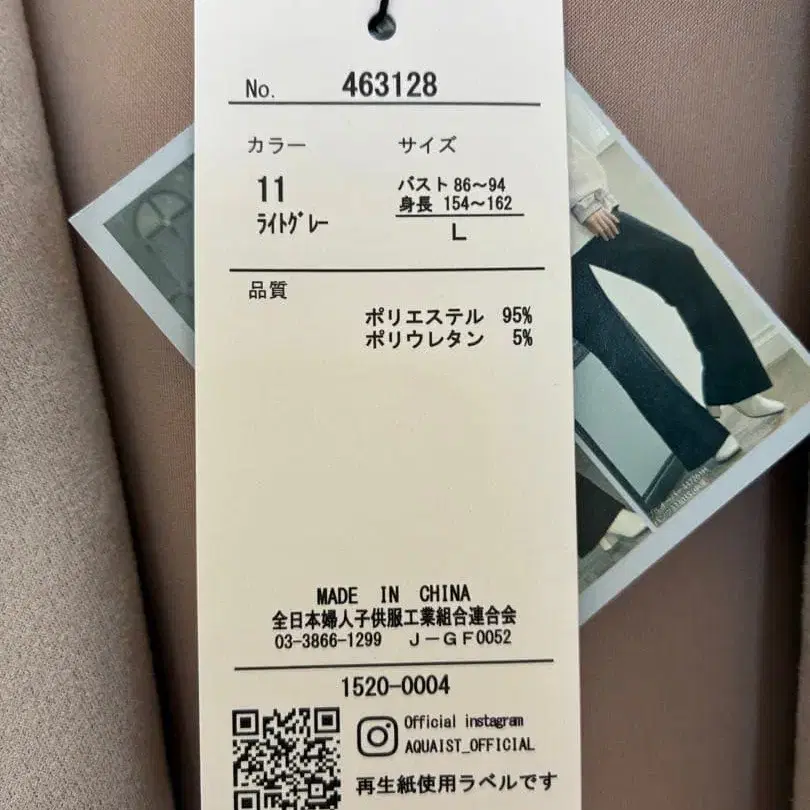 No. 463128
カラー サイズ
11 バスト 86～94
ﾗｲﾄｸﾞﾚｰ 身長 154～162
L
品質
ポリエステル 95%
ポリウレタン 5%
MADE IN CHINA
全日本婦人子供服工業組合連合会
03-3866-1299 J-GF0052
1520-0004
Official instagram
AQUAIST_OFFICIAL
再生紙使用ラベルです